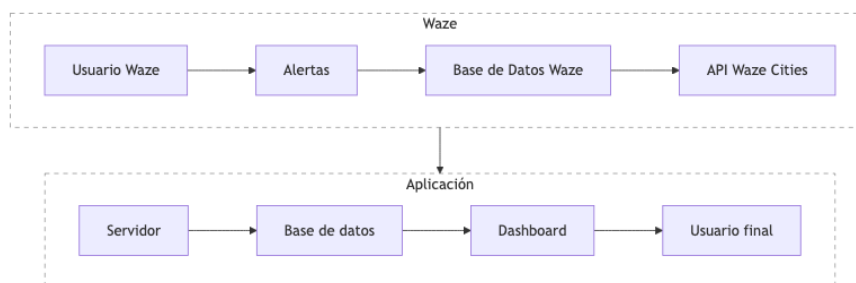 Waze
Usuario Waze
Alertas
Base de Datos Waze
API Waze Cities
Aplicación
Servidor
Base de datos
Dashboard
Usuario final